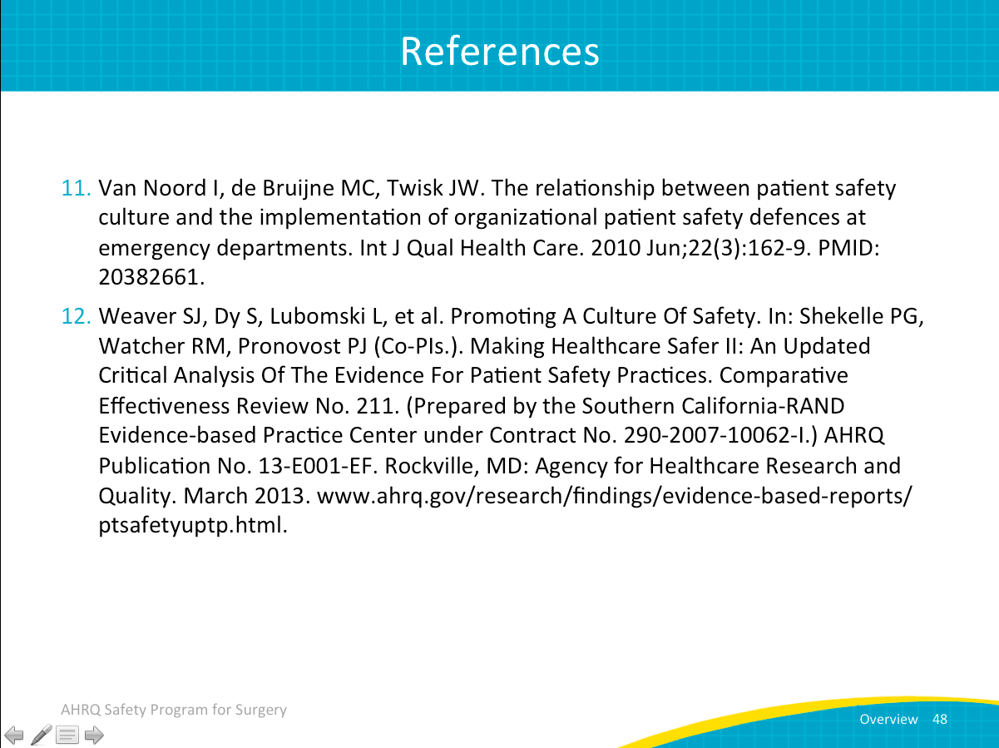 References
11. Van Noord I, de Bruijne MC, Twisk JW. The relationship between patient safety
culture and the implementation of organizational patient safety defences at
emergency departments. Int J Qual Health Care. 2010 Jun;22(3):162-9. PMID:
20382661.
12. Weaver SJ, Dy S, Lubomski L, et al. Promoting A Culture Of Safety. In: Shekelle PG,
Watcher RM, Pronovost PJ (Co-PIs.). Making Healthcare Safer II: An Updated
Critical Analysis Of The Evidence For Patient Safety Practices. Comparative
Effectiveness Review No. 211. (Prepared by the Southern California-RAND
Evidence-based Practice Center under Contract No. 290-2007-10062-I.) AHRQ
Publication No. 13-E001-EF. Rockville, MD: Agency for Healthcare Research and
Quality. March 2013. www.ahrq.gov/research/findings/evidence-based-reports/
ptsafetyuptp.html.
AHRQ Safety Program for Surgery
Overview 48